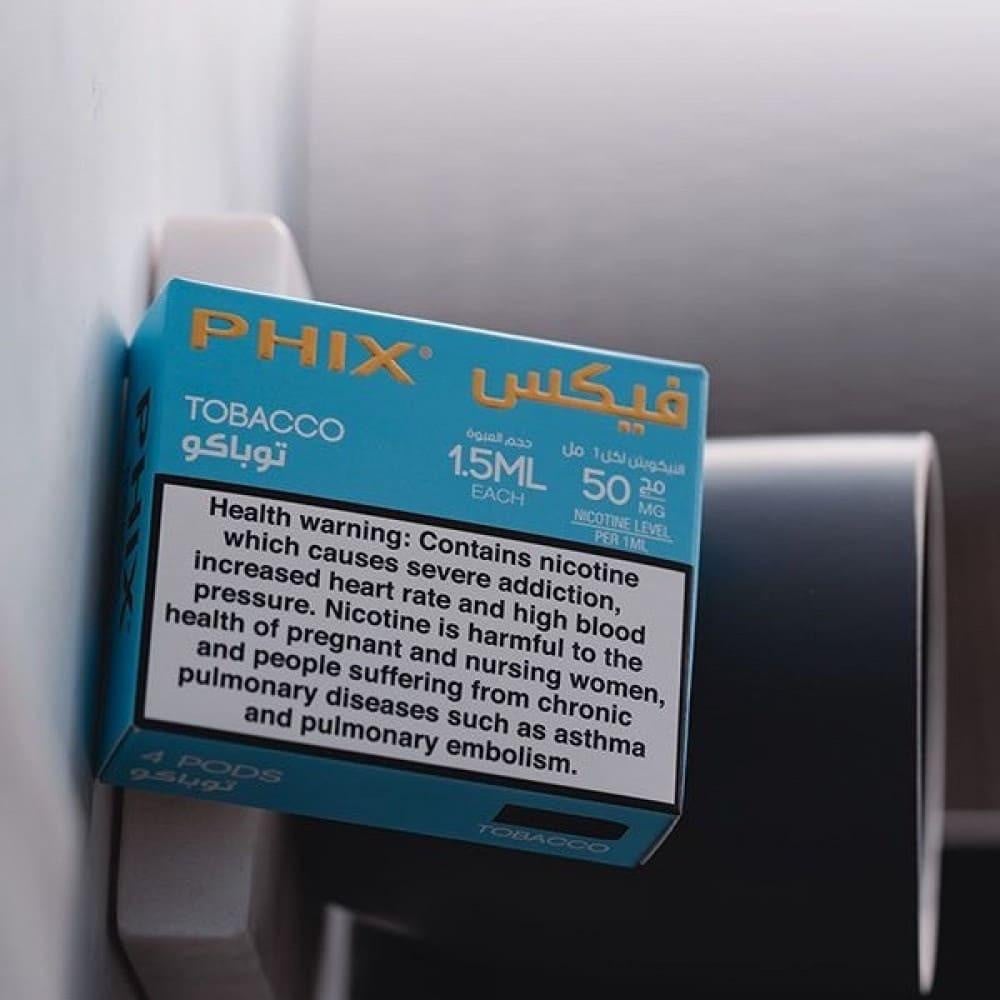 PHIX® فيكس
TOBACCO
توباكو
حجم العبوة
1.5ML
EACH
النيكوتين لكل 1 مل
50 مج
MG
NICOTINE LEVEL
PER 1ML
Health warning: Contains nicotine
which causes severe addiction,
increased heart rate and high blood
pressure. Nicotine is harmful to the
health of pregnant and nursing women,
and people suffering from chronic
pulmonary diseases such as asthma
and pulmonary embolism.
PHIX
4 PODS
توباكو
TOBACCO